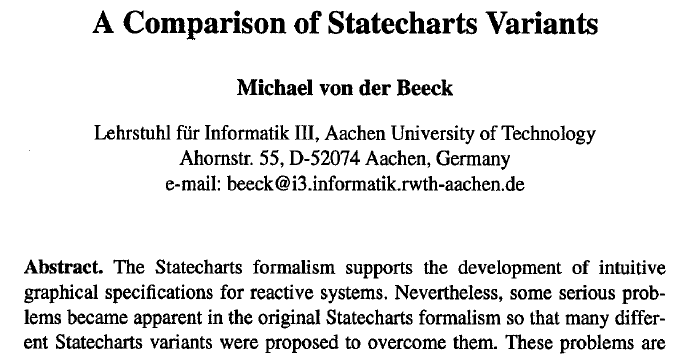 A Comparison of Statecharts Variants
Michael von der Beeck
Lehrstuhl für Informatik III, Aachen University of Technology
Ahornstr. 55, D-52074 Aachen, Germany
e-mail: beeck@i3.informatik.rwth-aachen.de
Abstract. The Statecharts formalism supports the development of intuitive
graphical specifications for reactive systems. Nevertheless, some serious prob-
lems became apparent in the original Statecharts formalism so that many differ-
ent Statecharts variants were proposed to overcome them. These problems are